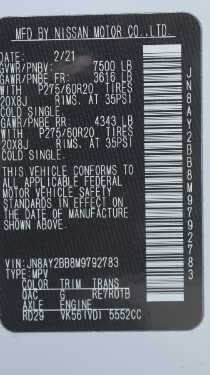 MFD BY NISSAN MOTOR CO.,LTD.
DATE: 2/21
GVWR/PNBV: 7500 LB
GAWR/PNBE FR: 3616 LB
WITH P275/60R20 TIRES
20X8J RIMS, AT 35PSI
COLD SINGLE
GAWR/PNBE RR: 4343 LB
WITH P275/60R20 TIRES
20X8J RIMS, AT 35PSI
COLD SINGLE.
THIS VEHICLE CONFORMS TO
ALL APPLICABLE FEDERAL
MOTOR VEHICLE SAFETY
STANDARDS IN EFFECT ON
THE DATE OF MANUFACTURE
SHOWN ABOVE.
VIN: JN8AY2BB8M9792783
TYPE:MPV
COLOR TRIM TRANS
QAC G RE7R01B
AXLE ENGINE
RD29 VK56(VD) 5552CC
JN8AY2BB8M9792783